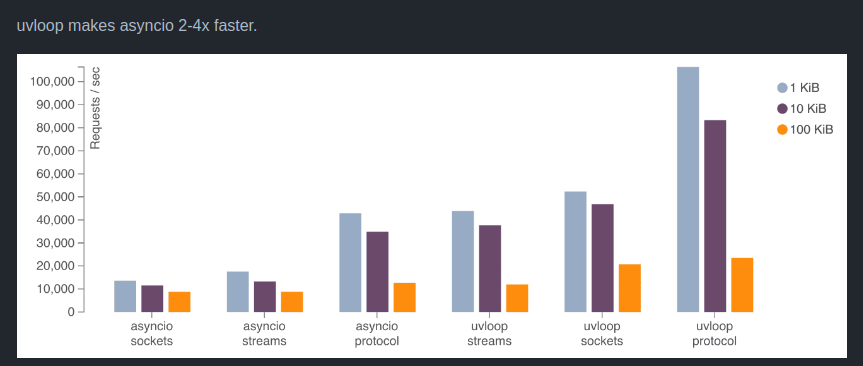 uvloop makes asyncio 2-4x faster.
Requests / sec
100,000
90,000
80,000
70,000
60,000
50,000
40,000
30,000
20,000
10,000
0
1 KiB
10 KiB
100 KiB
asyncio
sockets
asyncio
streams
asyncio
protocol
uvloop
streams
uvloop
sockets
uvloop
protocol